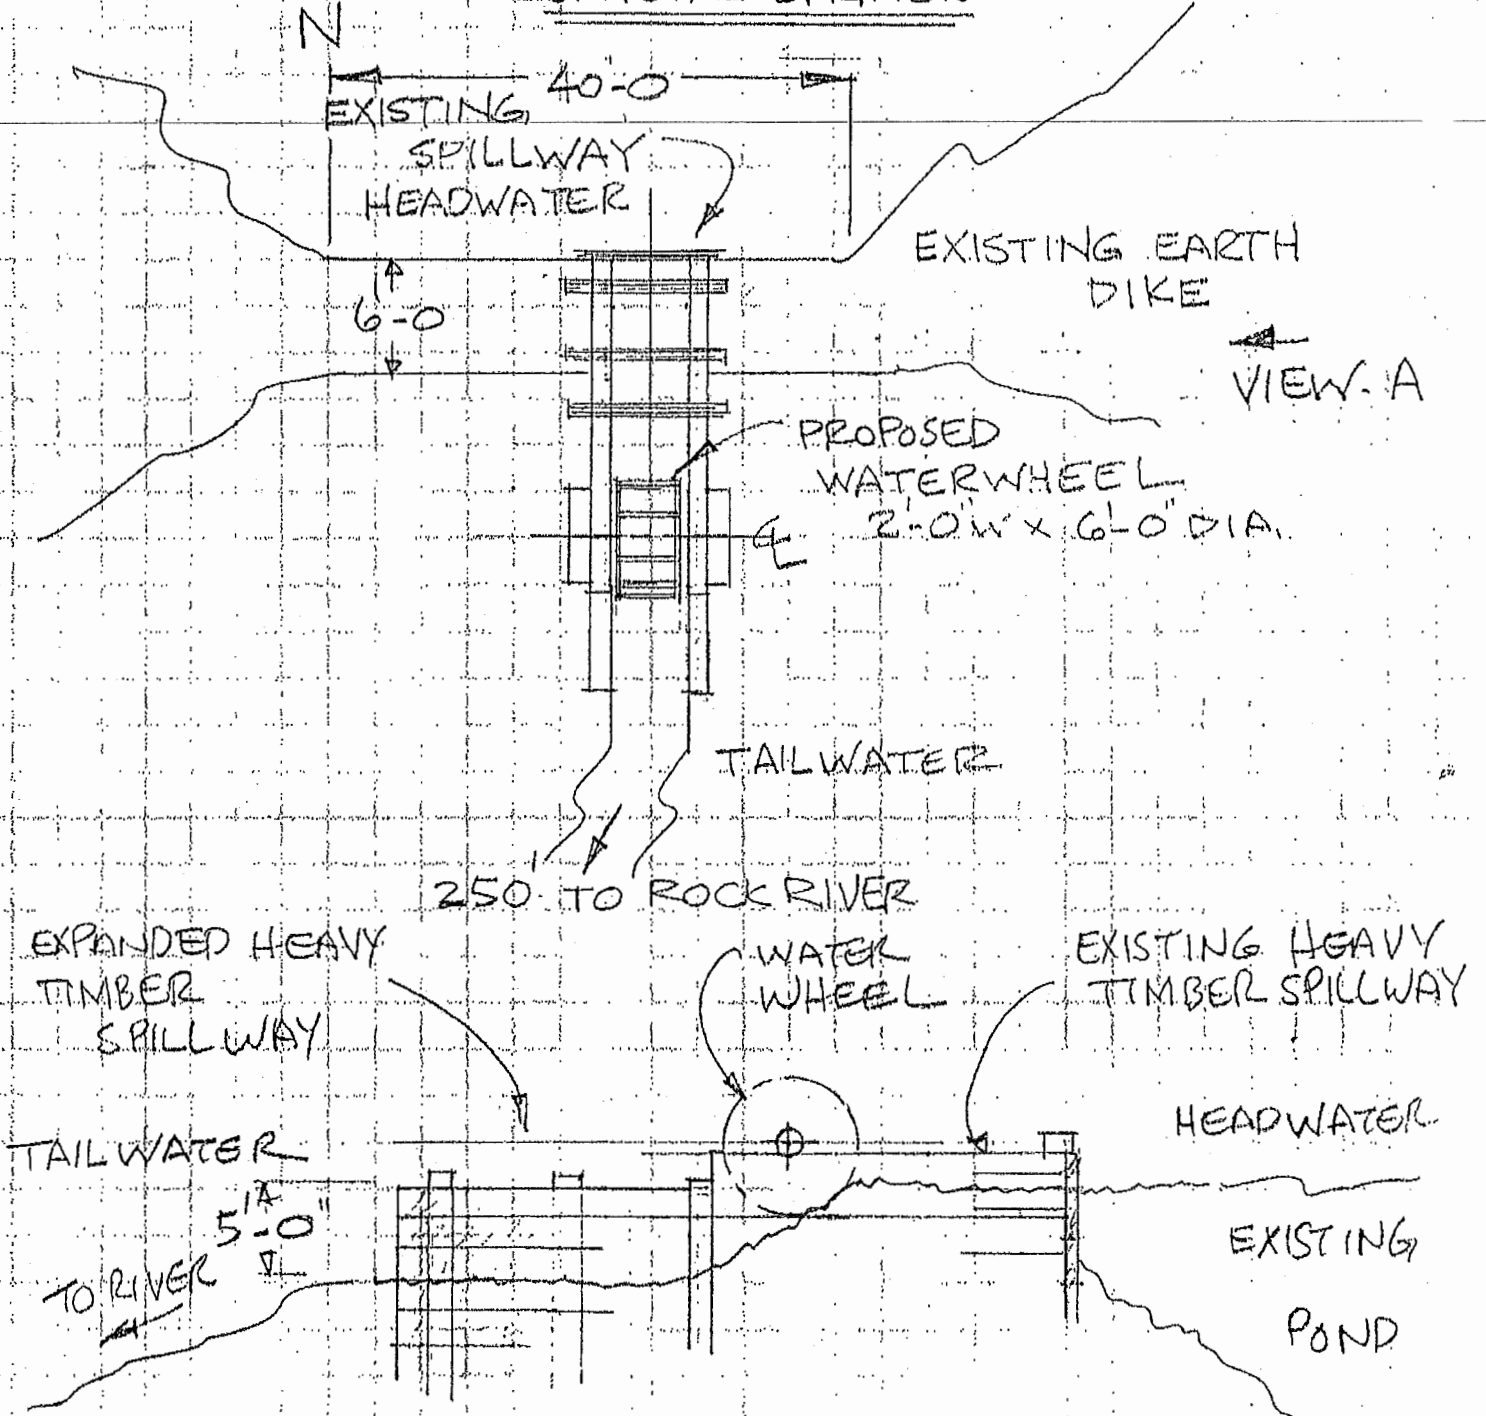 N
40'-0
EXISTING
SPILLWAY
HEADWATER
EXISTING EARTH
DIKE
6'-0
VIEW-A
PROPOSED
WATERWHEEL
2'-0"W x 6'-0" DIA.
℄
TAILWATER
250' TO ROCK RIVER
EXPANDED HEAVY
TIMBER
SPILLWAY
WATER
WHEEL
EXISTING HEAVY
TIMBER SPILLWAY
HEADWATER
TAILWATER
5'-0"
TO RIVER
EXISTING
POND